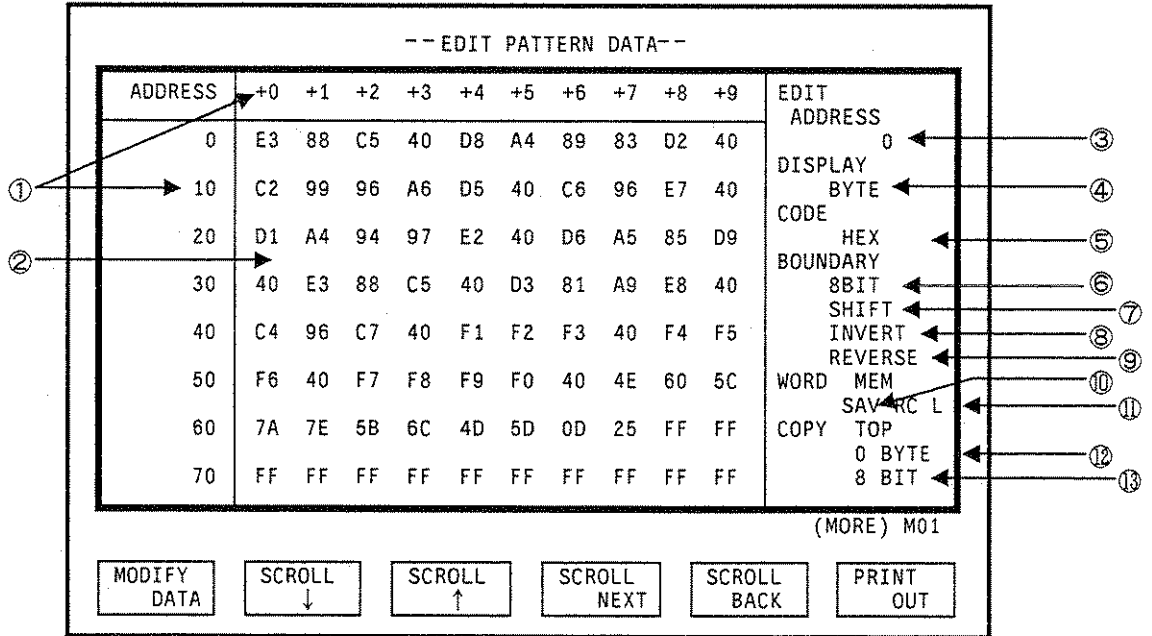 --EDIT PATTERN DATA--
ADDRESS +0 +1 +2 +3 +4 +5 +6 +7 +8 +9
0 E3 88 C5 40 D8 A4 89 83 D2 40
10 C2 99 96 A6 D5 40 C6 96 E7 40
20 D1 A4 94 97 E2 40 D6 A5 85 D9
30 40 E3 88 C5 40 D3 81 A9 E8 40
40 C4 96 C7 40 F1 F2 F3 40 F4 F5
50 F6 40 F7 F8 F9 F0 40 4E 60 5C
60 7A 7E 5B 6C 4D 5D 0D 25 FF FF
70 FF FF FF FF FF FF FF FF FF FF
EDIT
ADDRESS
0
DISPLAY
BYTE
CODE
HEX
BOUNDARY
8BIT
SHIFT
INVERT
REVERSE
WORD MEM
SAV RC L
COPY TOP
0 BYTE
8 BIT
(MORE) M01
①
②
③
④
⑤
⑥
⑦
⑧
⑨
⑩
⑪
⑫
⑬
MODIFY
DATA
SCROLL
↓
SCROLL
↑
SCROLL
NEXT
SCROLL
BACK
PRINT
OUT